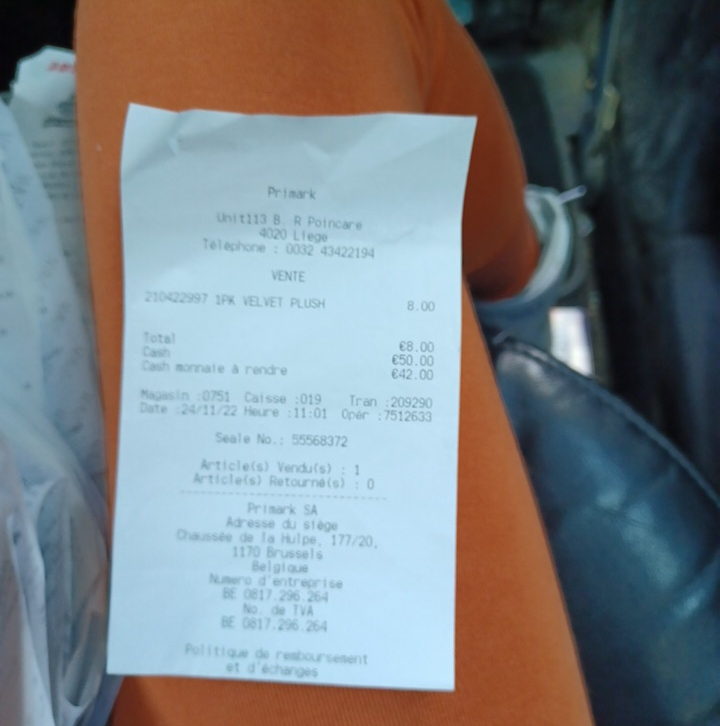 Primark
Unit113 B. R Poincare
4020 Liege
Téléphone : 0032 43422194
VENTE
210422997 1PK VELVET PLUSH 8.00
Total €8.00
Cash €50.00
Cash monnaie à rendre €42.00
Magasin :0751 Caisse :019 Tran :209290
Date :24/11/22 Heure :11:01 Oper :7512633
Seale No.: 55568372
Article(s) Vendu(s) : 1
Article(s) Retourné(s) : 0
Primark SA
Adresse du siège
Chaussée de la Hulpe, 177/20,
1170 Brussels
Belgique
Numero d'entreprise
BE 0817.296.264
No. de TVA
BE 0817.296.264
Politique de remboursement
et d'échanges